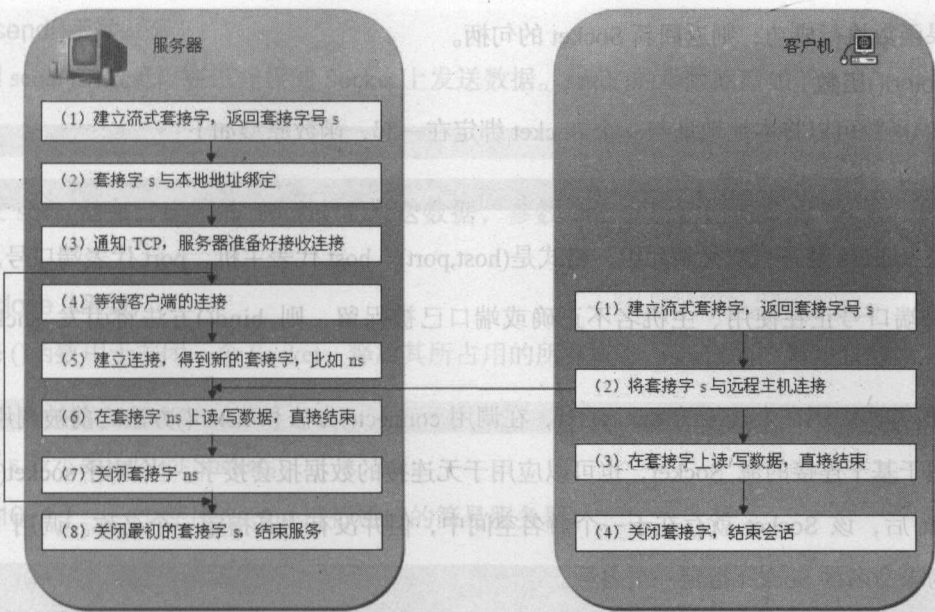 服务器
(1) 建立流式套接字，返回套接字号 s
(2) 套接字 s 与本地地址绑定
(3) 通知 TCP，服务器准备好接收连接
(4) 等待客户端的连接
(5) 建立连接，得到新的套接字，比如 ns
(6) 在套接字 ns 上读/写数据，直接结束
(7) 关闭套接字 ns
(8) 关闭最初的套接字 s，结束服务
客户机
(1) 建立流式套接字，返回套接字号 s
(2) 将套接字 s 与远程主机连接
(3) 在套接字上读/写数据，直接结束
(4) 关闭套接字，结束会话